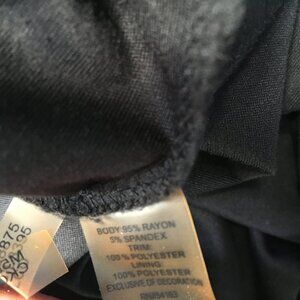 BODY:95% RAYON
5% SPANDEX
TRIM:
100% POLYESTER
LINING:
100% POLYESTER
EXCLUSIVE OF DECORATION